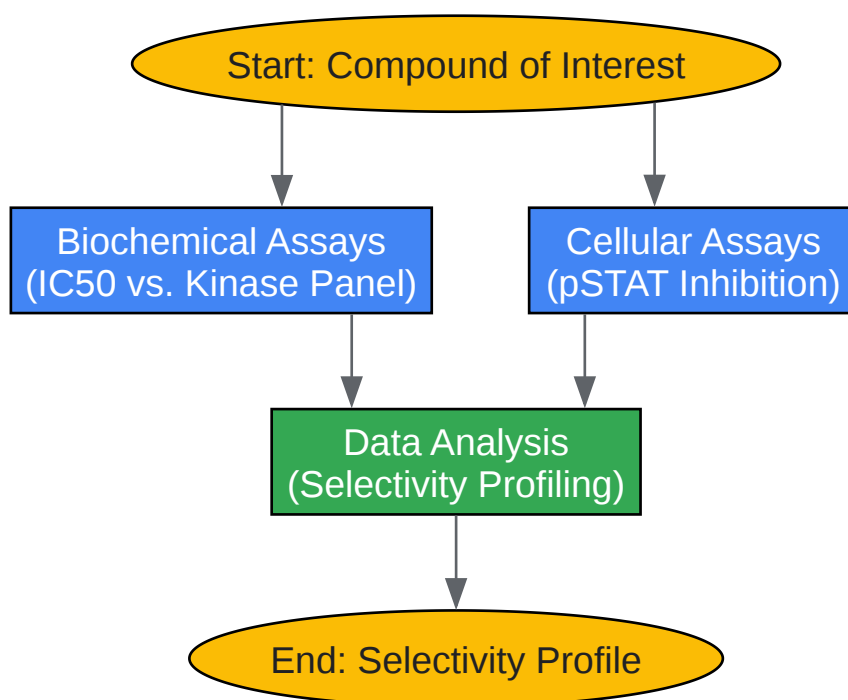 Start: Compound of Interest
Biochemical Assays
(IC50 vs. Kinase Panel)
Cellular Assays
(pSTAT Inhibition)
Data Analysis
(Selectivity Profiling)
End: Selectivity Profile